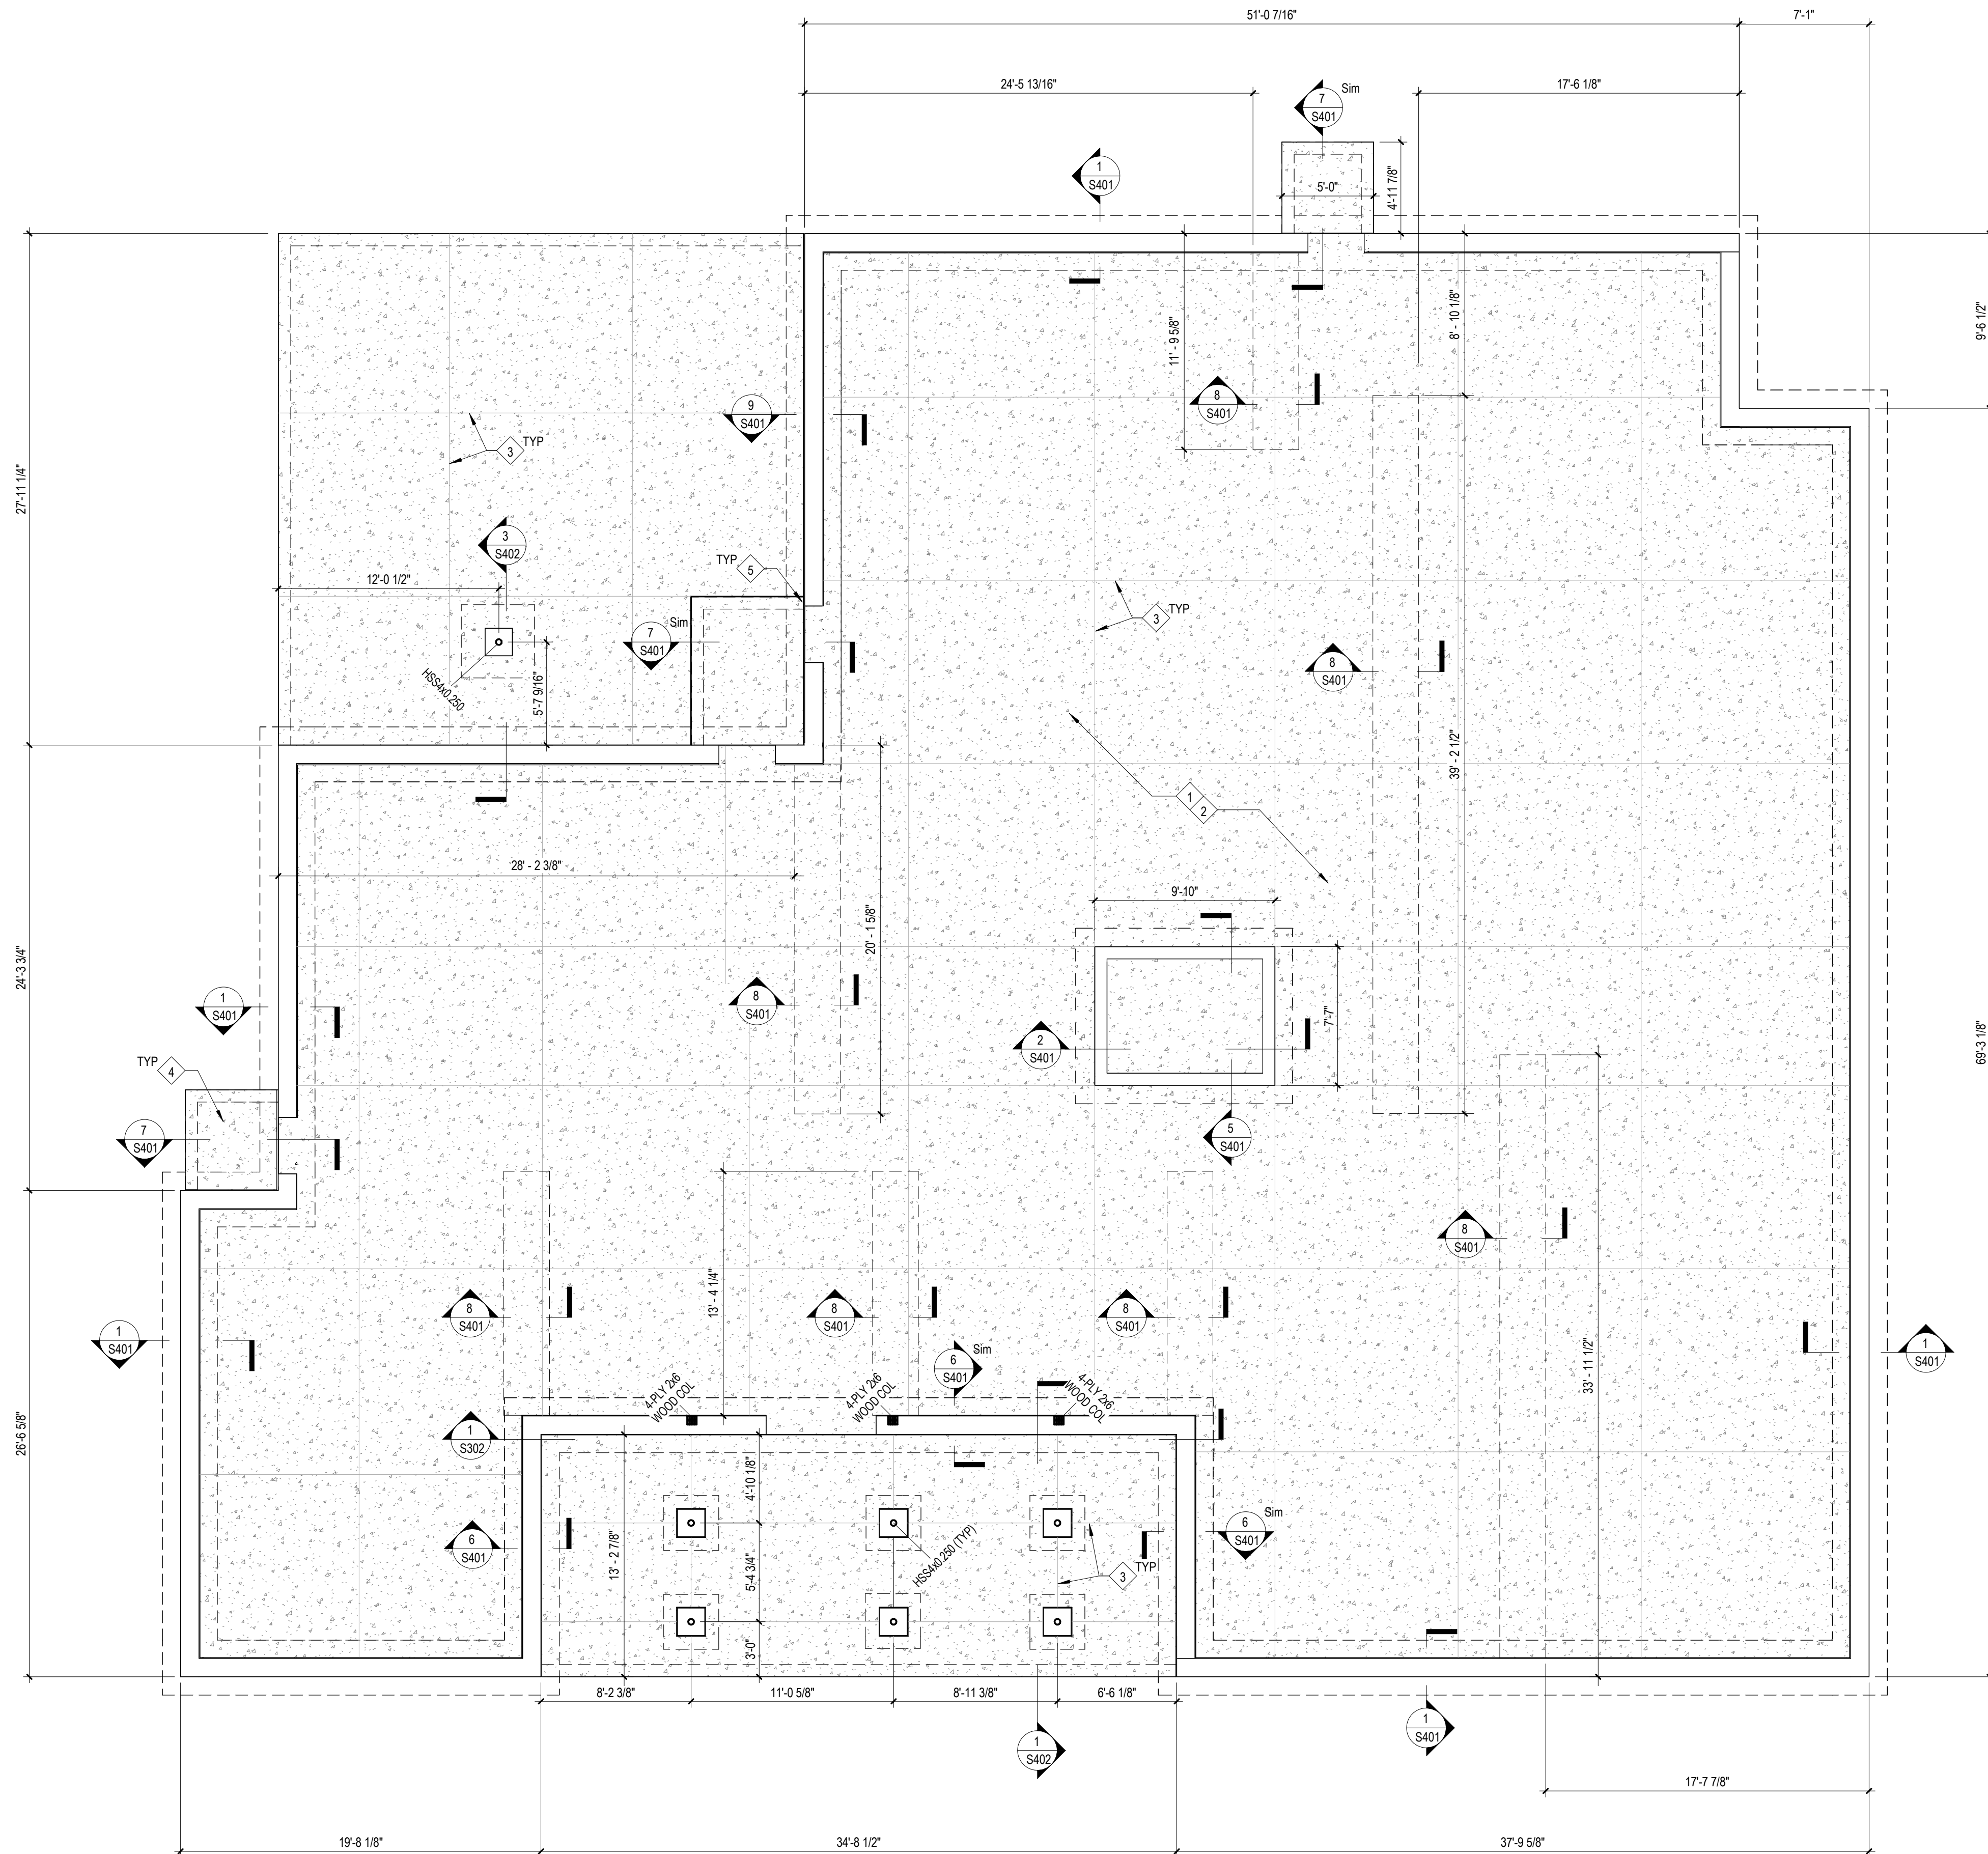 51'-0 7/16"
7'-1"
24'-5 13/16"
17'-6 1/8"
7
S401
Sim
1
S401
5'-0"
4'-11 7/8"
9'-6 1/2"
11' - 9 5/8"
8' - 10 1/8"
8
S401
9
S401
3
TYP
27'-11 1/4"
3
S402
TYP
5
12'-0 1/2"
3
TYP
7
S401
Sim
HSS4x0.250
5'-7 9/16"
8
S401
39' - 2 1/2"
1
2
28' - 2 3/8"
9'-10"
20' - 1 5/8"
24'-3 3/4"
1
S401
8
S401
7'-7"
2
S401
69'-3 1/8"
TYP
4
7
S401
5
S401
8
S401
13' - 4 1/4"
8
S401
8
S401
8
S401
1
S401
1
S401
6
S401
Sim
33' - 11 1/2"
4-PLY 2x6
WOOD COL
4-PLY 2x6
WOOD COL
4-PLY 2x6
WOOD COL
26'-6 5/8"
1
S302
4'-10 1/8"
6
S401
13' - 2 7/8"
5'-4 3/4"
HSS4x0.250 (TYP)
3
TYP
6
S401
Sim
3'-0"
8'-2 3/8"
11'-0 5/8"
8'-11 3/8"
6'-6 1/8"
1
S402
1
S401
17'-7 7/8"
19'-8 1/8"
34'-8 1/2"
37'-9 5/8"